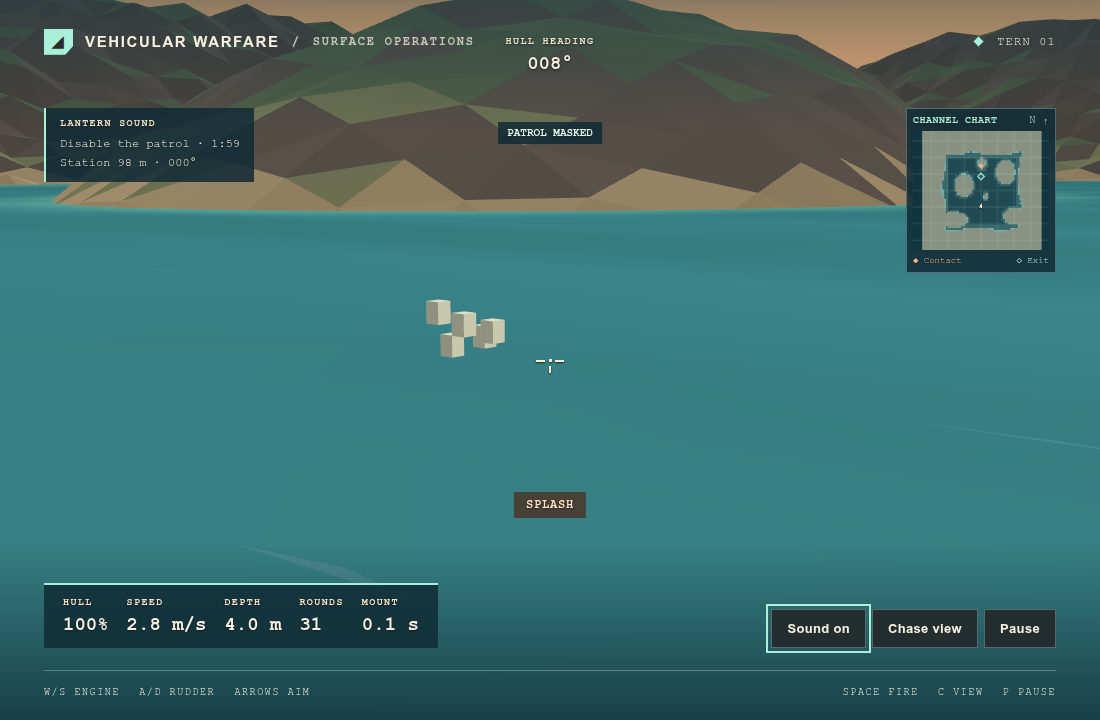 VEHICULAR WARFARE / SURFACE OPERATIONS
HULL HEADING
008°
TERN 01
LANTERN SOUND
Disable the patrol · 1:59
Station 98 m · 000°
PATROL MASKED
CHANNEL CHART N ↑
◆ Contact ◇ Exit
SPLASH
HULL SPEED DEPTH ROUNDS MOUNT
100% 2.8 m/s 4.0 m 31 0.1 s
Sound on Chase view Pause
W/S ENGINE A/D RUDDER ARROWS AIM
SPACE FIRE C VIEW P PAUSE